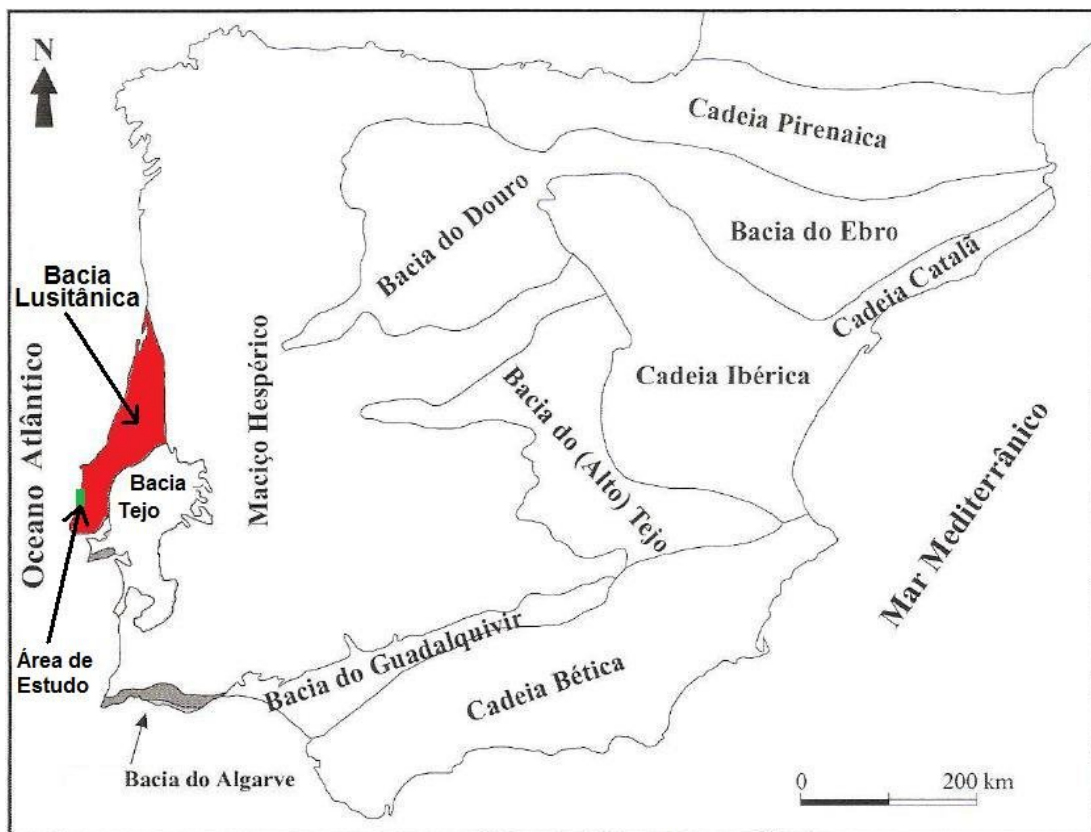 N
Cadeia Pirenaica
Bacia do Douro
Bacia do Ebro
Cadeia Catalã
Bacia
Lusitânica
Oceano Atlântico
Maciço Hespérico
Cadeia Ibérica
Bacia do (Alto) Tejo
Mar Mediterrânico
Bacia
Tejo
Área de
Estudo
Bacia do Guadalquivir
Cadeia Bética
Bacia do Algarve
0 200 km